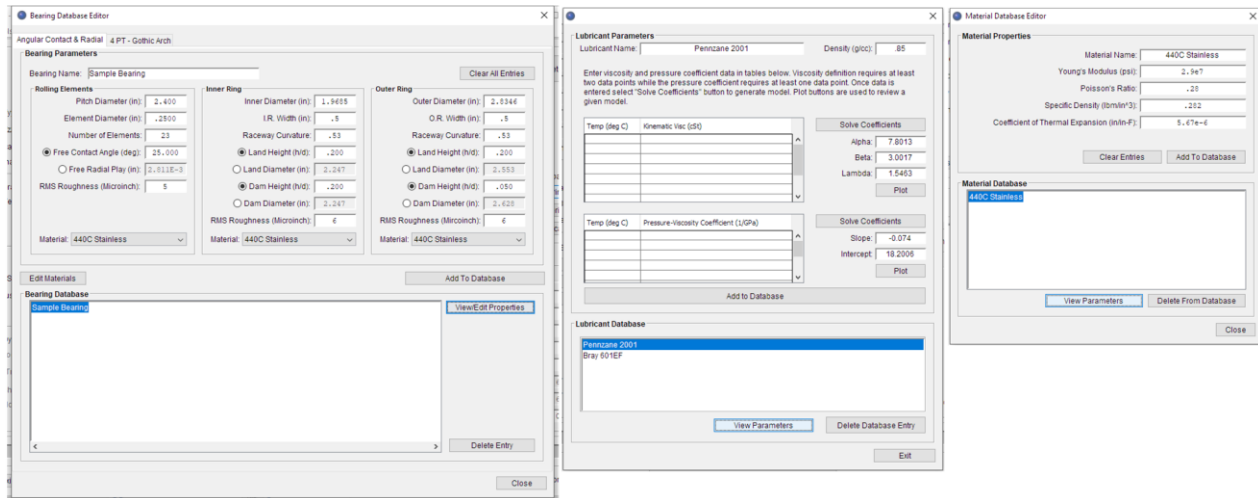 Bearing Database Editor
Angular Contact & Radial 4 PT - Gothic Arch
Bearing Parameters
Bearing Name: Sample Bearing Clear All Entries
Rolling Elements
Pitch Diameter (in): 2.400
Element Diameter (in): .2500
Number of Elements: 23
Free Contact Angle (deg): 25.000
Free Radial Play (in): 2.811E-3
RMS Roughness (Microinch) 5
Inner Ring
Inner Diameter (in): 1.9685
I.R. Width (in): .5
Raceway Curvature: .53
Land Height (h/d): .200
Land Diameter (in): 2.247
Dam Height (h/d): .200
Dam Diameter (in): 2.247
RMS Roughness (Mircoinch): 6
Outer Ring
Outer Diameter (in): 2.8346
O.R. Width (in): .5
Raceway Curvature: .53
Land Height (h/d): .200
Land Diameter (in): 2.553
Dam Height (h/d): .050
Dam Diameter (in): 2.628
RMS Roughness (Mircoinch): 6
Material: 440C Stainless Material: 440C Stainless Material: 440C Stainless
Edit Materials Add To Database
Bearing Database
Sample Bearing View/Edit Properties
Delete Entry
Close
Lubricant Parameters
Lubricant Name: Pennzane 2001 Density (g/cc): .85
Enter viscosity and pressure coefficient data in tables below. Viscosity definition requires at least
two data points while the pressure coefficient requires at least one data point. Once data is
entered select "Solve Coefficients" button to generate model. Plot buttons are used to review a
given model.
Temp (deg C) Kinematic Visc (cSt) Solve Coefficients
Alpha: 7.8013
Beta: 3.0017
Lambda: 1.5463
Plot
Temp (deg C) Pressure-Viscosity Coefficient (1/GPa) Solve Coefficients
Slope: -0.074
Intercept: 18.2006
Plot
Add to Database
Lubricant Database
Pennzane 2001
Bray 601EF
View Parameters Delete Database Entry
Exit
Material Database Editor
Material Properties
Material Name: 440C Stainless
Young's Modulus (psi): 2.9e7
Poisson's Ratio: .28
Specific Density (lbm/in^3): .282
Coefficient of Thermal Expansion (in/in-F): 5.67e-6
Clear Entries Add To Database
Material Database
440C Stainless
View Parameters Delete From Database
Close